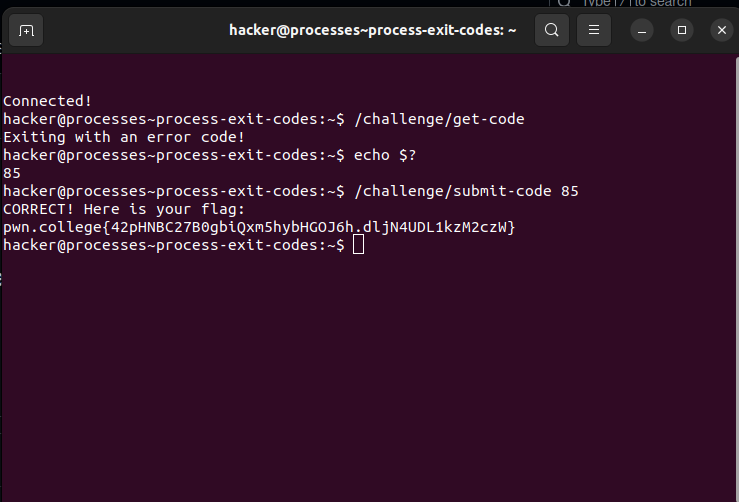 Type [/] to search
hacker@processes~process-exit-codes: ~
Connected!
hacker@processes~process-exit-codes:~$ /challenge/get-code
Exiting with an error code!
hacker@processes~process-exit-codes:~$ echo $?
85
hacker@processes~process-exit-codes:~$ /challenge/submit-code 85
CORRECT! Here is your flag:
pwn.college{42pHNBC27B0gbiQxm5hybHGOJ6h.dljN4UDL1kzM2czW}
hacker@processes~process-exit-codes:~$